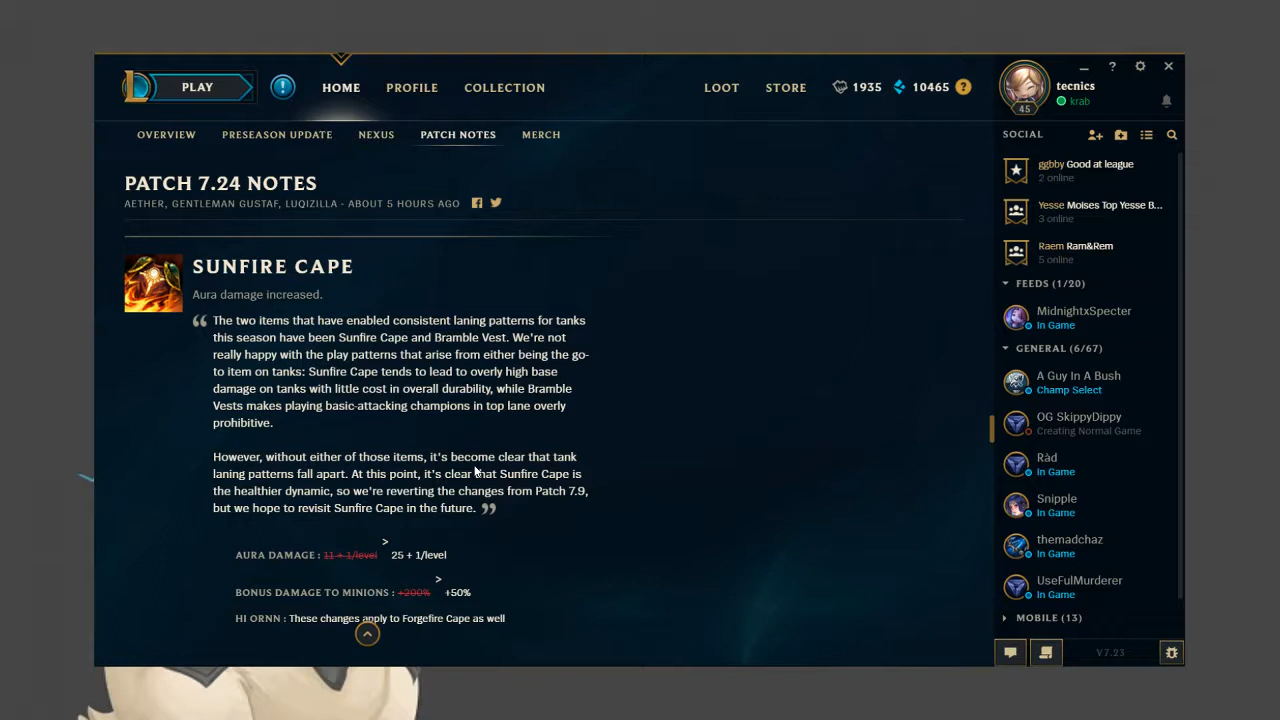 PLAY
HOME
PROFILE
COLLECTION
LOOT
STORE
1935
10465
?
?
45
tecnics
krab
OVERVIEW
PRESEASON UPDATE
NEXUS
PATCH NOTES
MERCH
PATCH 7.24 NOTES
AETHER, GENTLEMAN GUSTAF, LUQIZILLA - ABOUT 5 HOURS AGO
SUNFIRE CAPE
Aura damage increased.
“ The two items that have enabled consistent laning patterns for tanks
this season have been Sunfire Cape and Bramble Vest. We're not
really happy with the play patterns that arise from either being the go-
to item on tanks: Sunfire Cape tends to lead to overly high base
damage on tanks with little cost in overall durability, while Bramble
Vests makes playing basic-attacking champions in top lane overly
prohibitive.
However, without either of those items, it's become clear that tank
laning patterns fall apart. At this point, it's clear that Sunfire Cape is
the healthier dynamic, so we're reverting the changes from Patch 7.9,
but we hope to revisit Sunfire Cape in the future. ”
AURA DAMAGE : 11 + 1/level > 25 + 1/level
BONUS DAMAGE TO MINIONS : +200% > +50%
HI ORNN : These changes apply to Forgefire Cape as well
SOCIAL
ggbby Good at league
2 online
Yesse Moises Top Yesse B...
3 online
Raem Ram&Rem
5 online
FEEDS (1/20)
MidnightxSpecter
In Game
GENERAL (6/67)
A Guy In A Bush
Champ Select
OG SkippyDippy
Creating Normal Game
Ràd
In Game
Snipple
In Game
themadchaz
In Game
UseFulMurderer
In Game
MOBILE (13)
V7.23